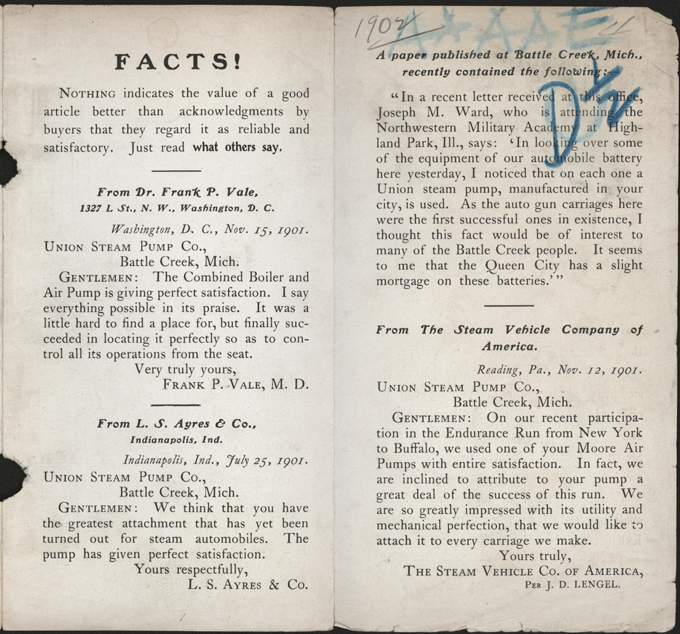 FACTS!
NOTHING indicates the value of a good
article better than acknowledgments by
buyers that they regard it as reliable and
satisfactory. Just read what others say.
From Dr. Frank P. Vale,
1327 L St., N. W., Washington, D. C.
Washington, D. C., Nov. 15, 1901.
UNION STEAM PUMP CO.,
Battle Creek, Mich.
GENTLEMEN: The Combined Boiler and
Air Pump is giving perfect satisfaction. I say
everything possible in its praise. It was a
little hard to find a place for, but finally suc-
ceeded in locating it perfectly so as to con-
trol all its operations from the seat.
Very truly yours,
FRANK P. VALE, M. D.
From L. S. Ayres & Co.,
Indianapolis, Ind.
Indianapolis, Ind., July 25, 1901.
UNION STEAM PUMP CO.,
Battle Creek, Mich.
GENTLEMEN: We think that you have
the greatest attachment that has yet been
turned out for steam automobiles. The
pump has given perfect satisfaction.
Yours respectfully,
L. S. AYRES & CO.
1902
A paper published at Battle Creek, Mich.,
recently contained the following:—
"In a recent letter received at this office,
Joseph M. Ward, who is attending the
Northwestern Military Academy at High-
land Park, Ill., says: 'In looking over some
of the equipment of our automobile battery
here yesterday, I noticed that on each one a
Union steam pump, manufactured in your
city, is used. As the auto gun carriages here
were the first successful ones in existence, I
thought this fact would be of interest to
many of the Battle Creek people. It seems
to me that the Queen City has a slight
mortgage on these batteries.'"
From The Steam Vehicle Company of
America.
Reading, Pa., Nov. 12, 1901.
UNION STEAM PUMP CO.,
Battle Creek, Mich.
GENTLEMEN: On our recent participa-
tion in the Endurance Run from New York
to Buffalo, we used one of your Moore Air
Pumps with entire satisfaction. In fact, we
are inclined to attribute to your pump a
great deal of the success of this run. We
are so greatly impressed with its utility and
mechanical perfection, that we would like to
attach it to every carriage we make.
Yours truly,
THE STEAM VEHICLE CO. OF AMERICA,
PER J. D. LENGEL.